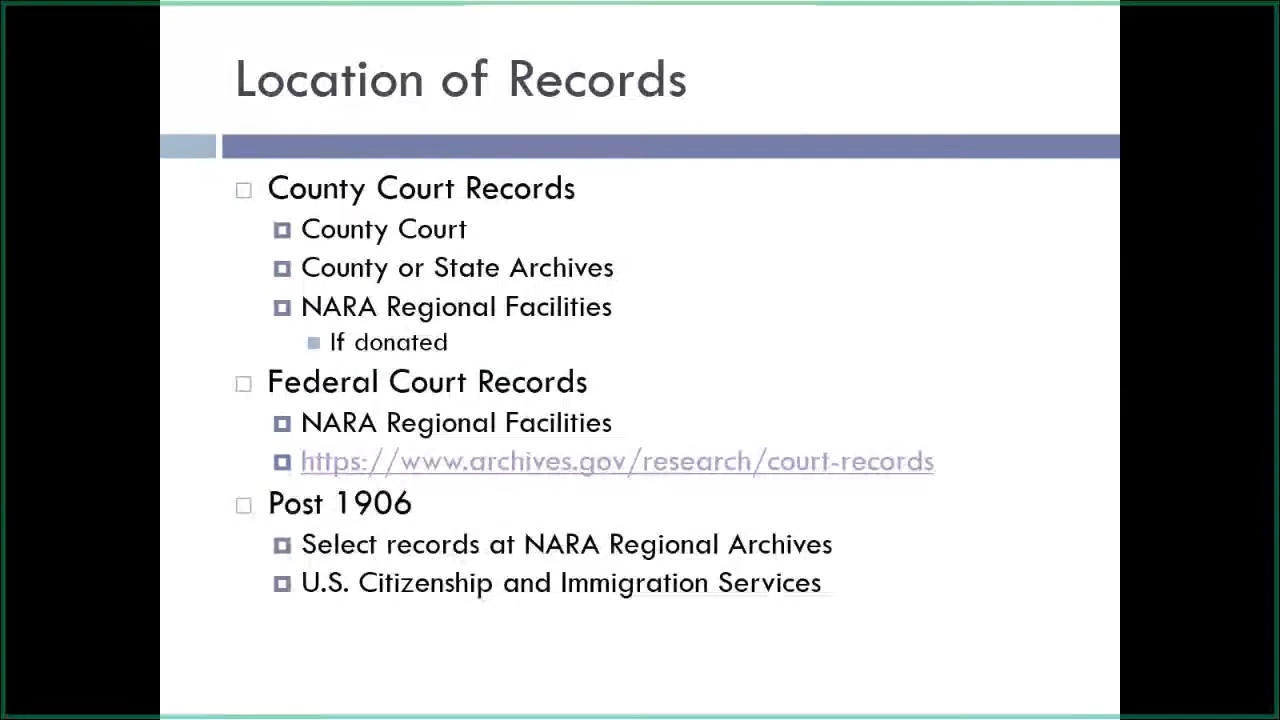 Location of Records
County Court Records
County Court
County or State Archives
NARA Regional Facilities
If donated
Federal Court Records
NARA Regional Facilities
https://www.archives.gov/research/court-records
Post 1906
Select records at NARA Regional Archives
U.S. Citizenship and Immigration Services